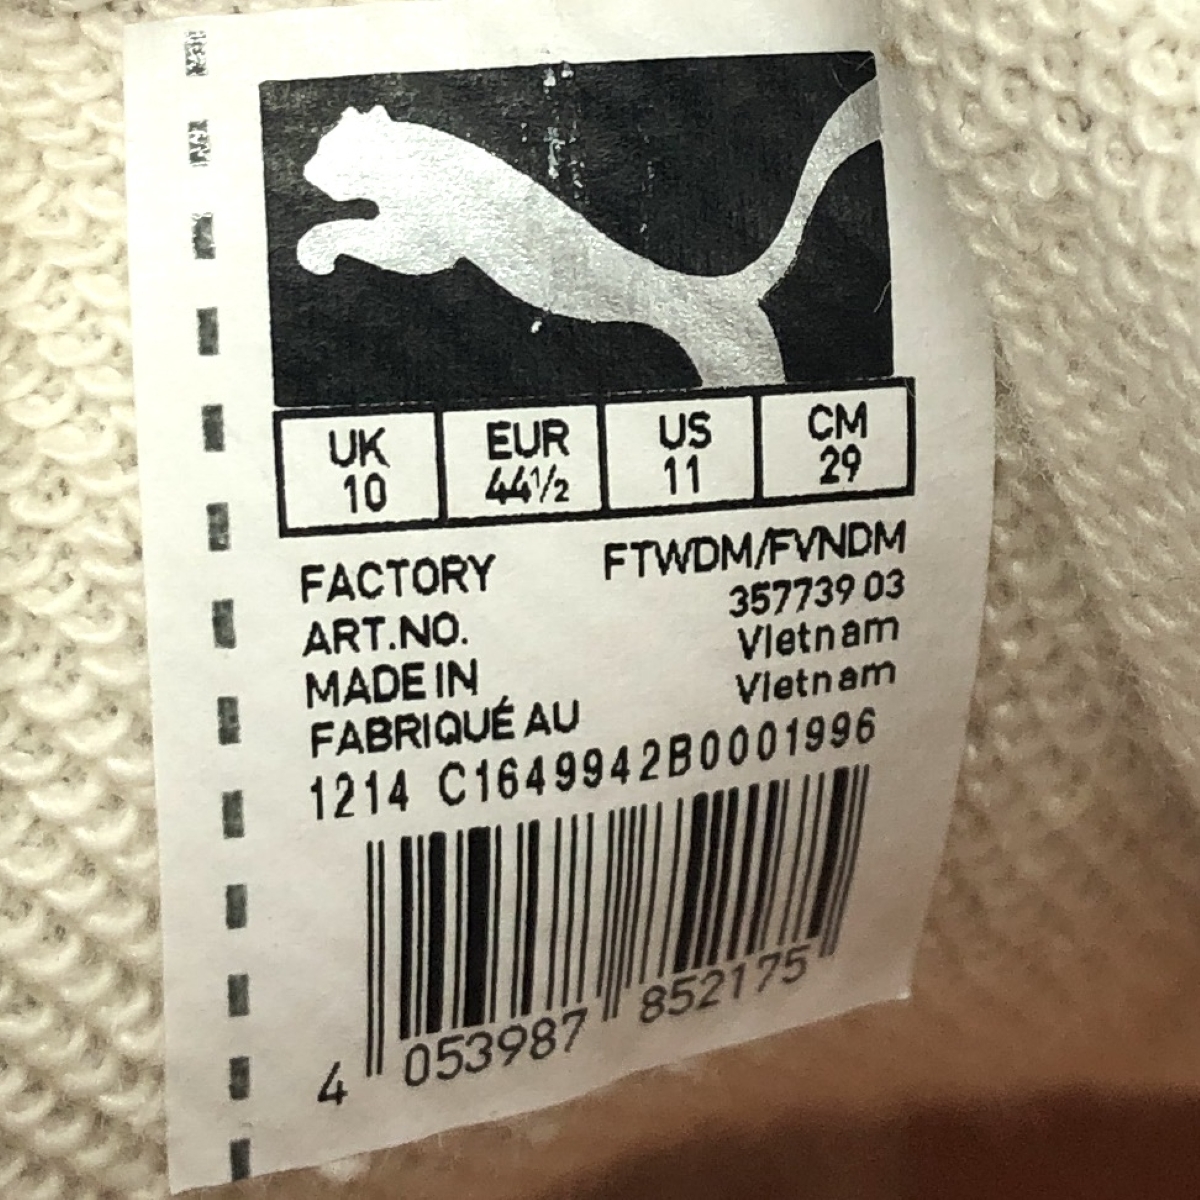 UK EUR US CM
10 44½ 11 29
FACTORY FTWDM/FVNDM
ART.NO. 357739 03
MADE IN Vietnam
FABRIQUÉ AU Vietnam
1214 C1649942B0001996
4 053987 852175